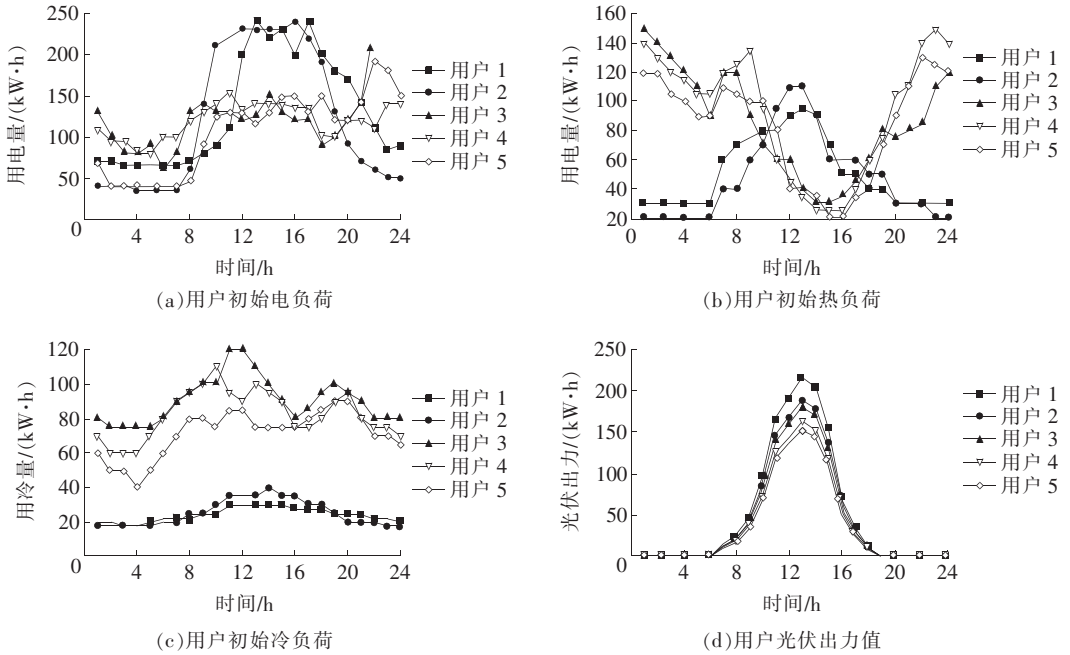 250
200
150
100
50
0
4
8
12
16
20
24
用电量/(kW·h)
时间/h
用户 1
用户 2
用户 3
用户 4
用户 5
(a)用户初始电负荷
160
140
120
100
80
60
40
20
0
4
8
12
16
20
24
用电量/(kW·h)
时间/h
用户 1
用户 2
用户 3
用户 4
用户 5
(b)用户初始热负荷
120
100
80
60
40
20
0
4
8
12
16
20
24
用冷量/(kW·h)
时间/h
用户 1
用户 2
用户 3
用户 4
用户 5
(c)用户初始冷负荷
250
200
150
100
50
0
4
8
12
16
20
24
光伏出力/(kW·h)
时间/h
用户 1
用户 2
用户 3
用户 4
用户 5
(d)用户光伏出力值